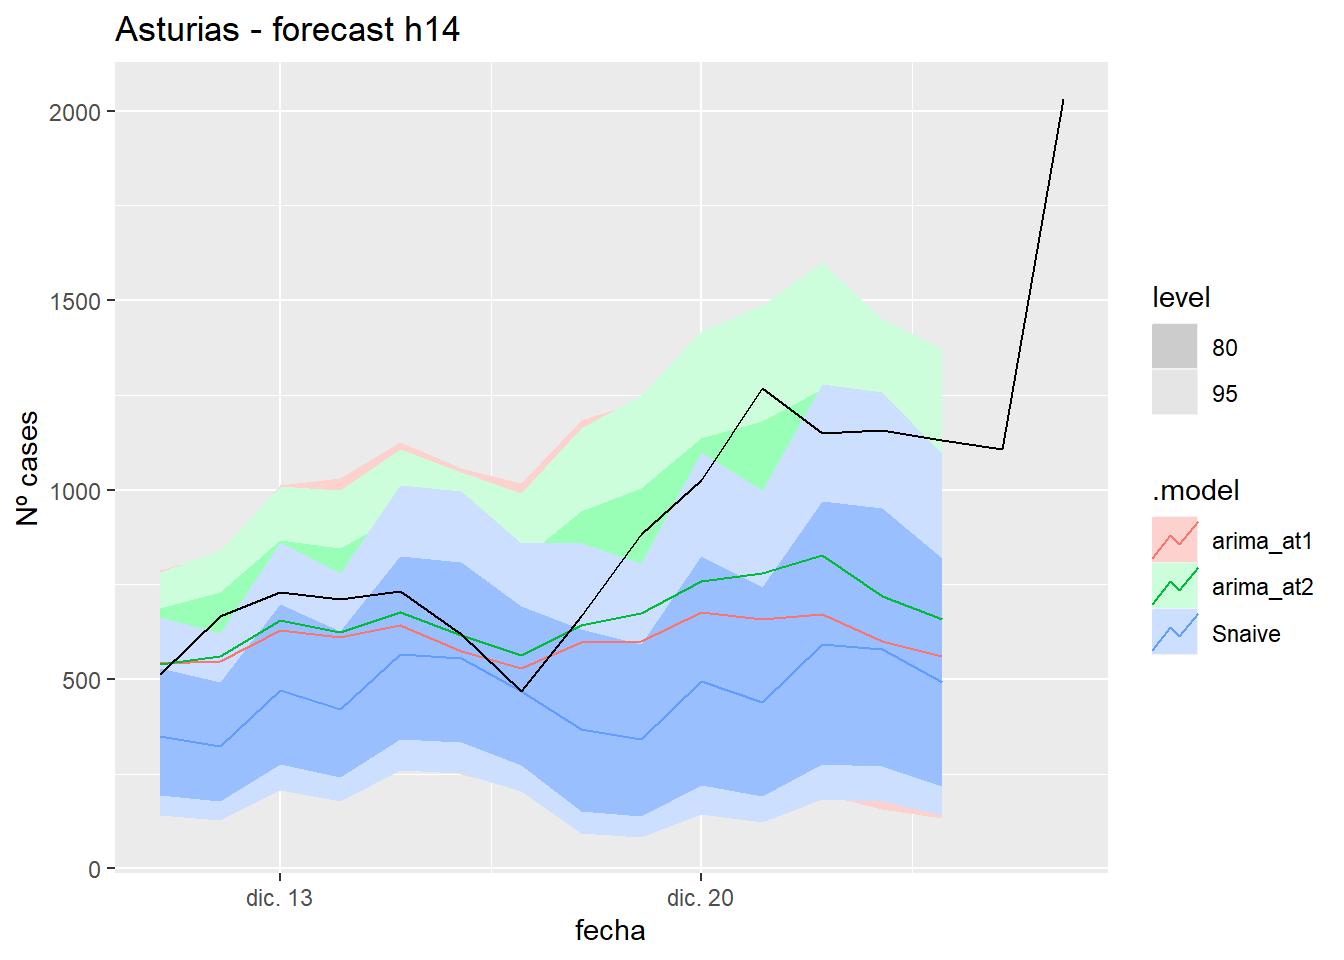 Asturias - forecast h14
2000
1500
1000
500
0
Nº cases
dic. 13
dic. 20
fecha
level
80
95
.model
arima_at1
arima_at2
Snaive